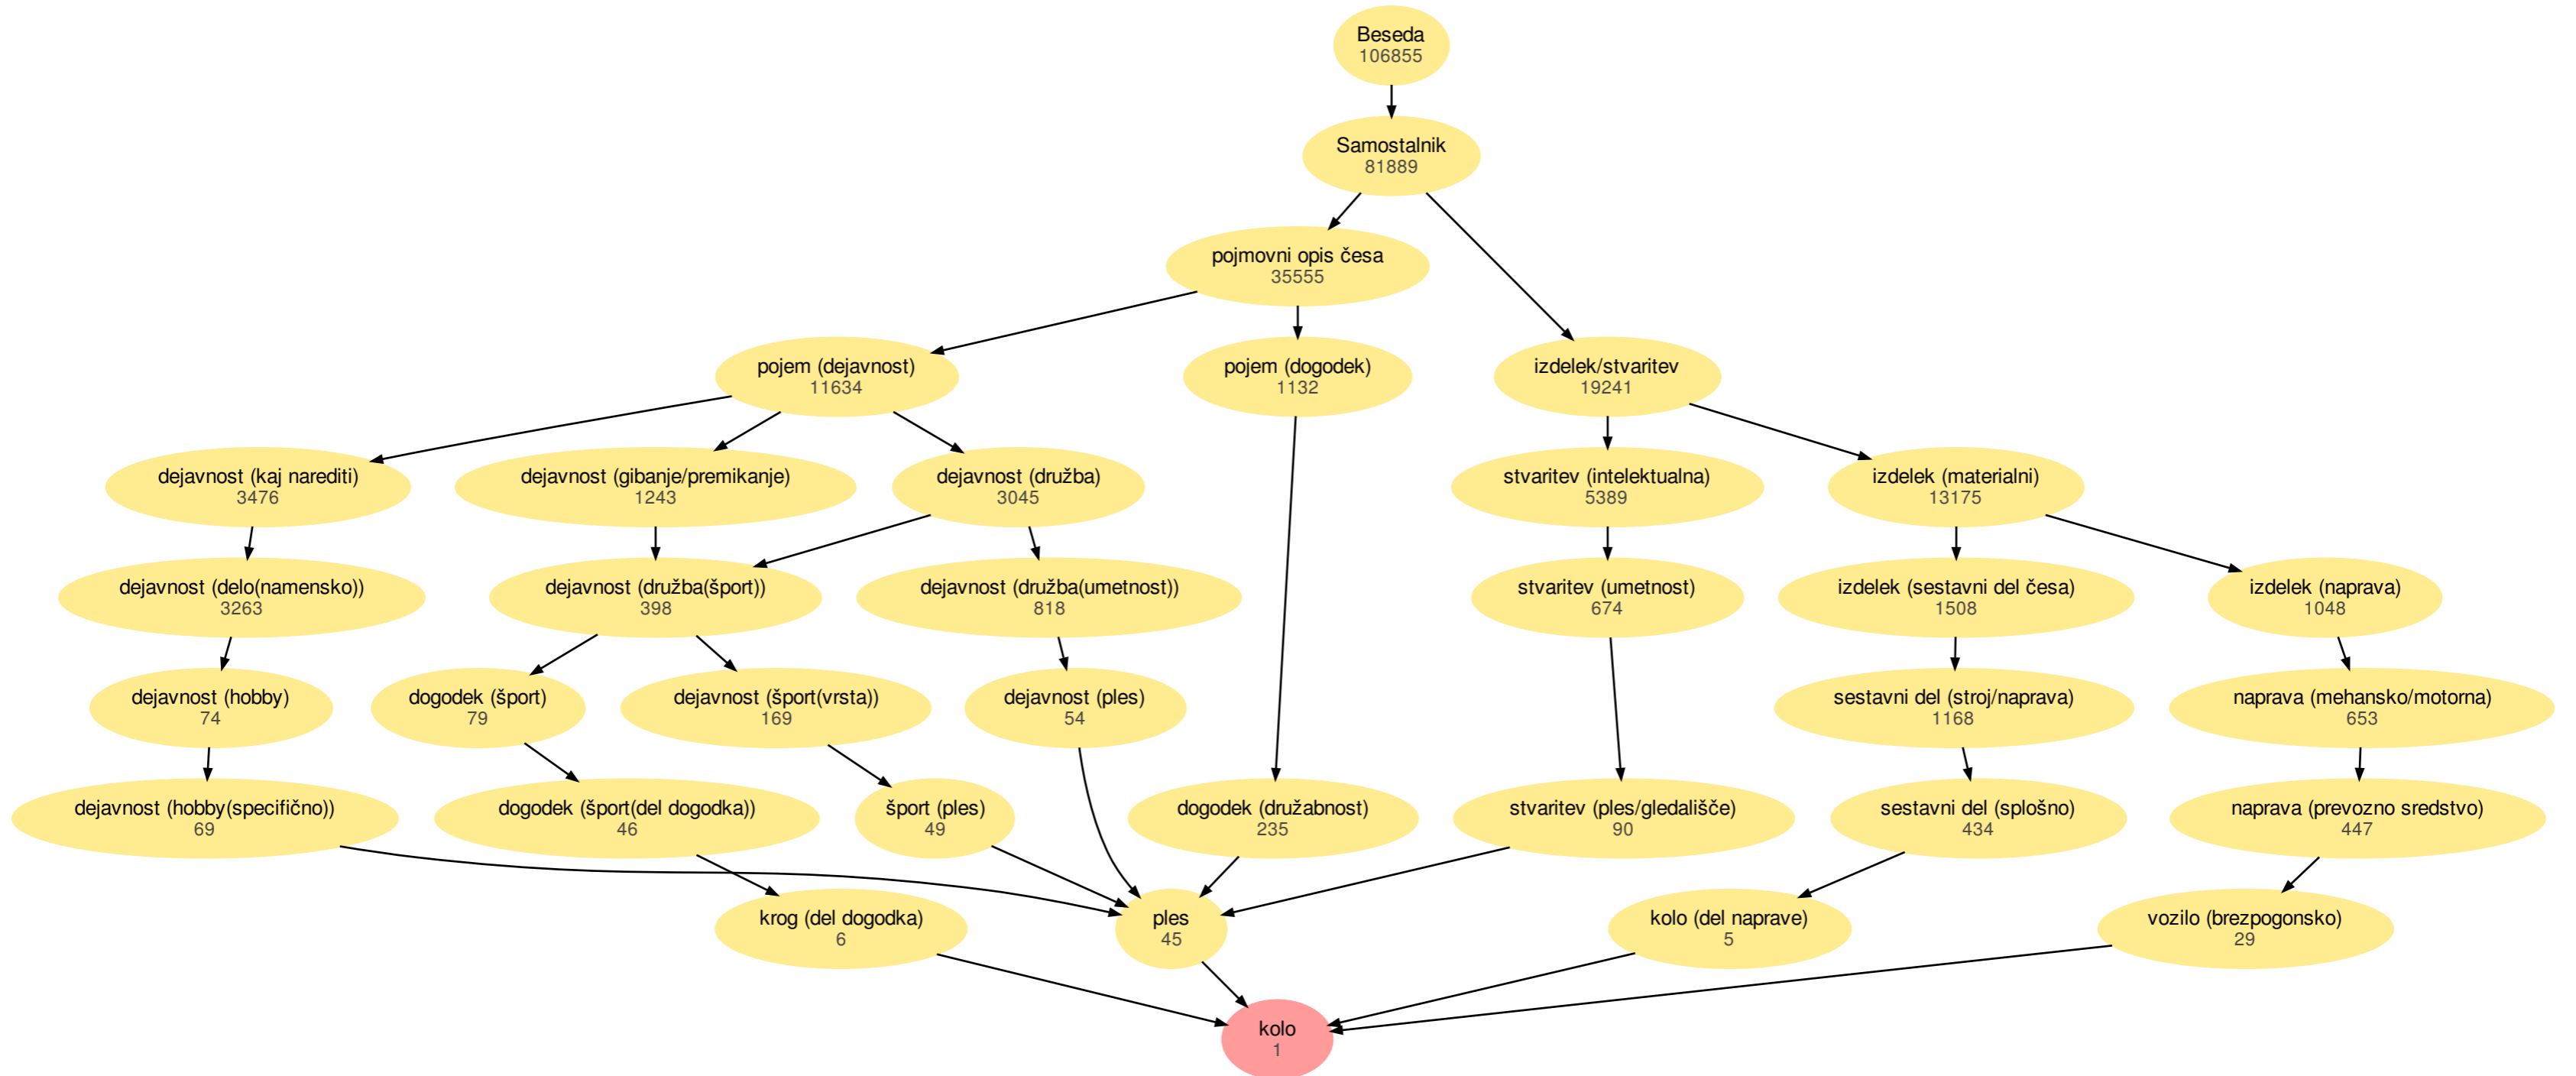 Beseda
106855
Samostalnik
81889
pojmovni opis česa
35555
pojem (dejavnost)
11634
pojem (dogodek)
1132
izdelek/stvaritev
19241
dejavnost (kaj narediti)
3476
dejavnost (gibanje/premikanje)
1243
dejavnost (družba)
3045
stvaritev (intelektualna)
5389
izdelek (materialni)
13175
dejavnost (delo(namensko))
3263
dejavnost (družba(šport))
398
dejavnost (družba(umetnost))
818
stvaritev (umetnost)
674
izdelek (sestavni del česa)
1508
izdelek (naprava)
1048
dejavnost (hobby)
74
dogodek (šport)
79
dejavnost (šport(vrsta))
169
dejavnost (ples)
54
sestavni del (stroj/naprava)
1168
naprava (mehansko/motorna)
653
dejavnost (hobby(specifično))
69
dogodek (šport(del dogodka))
46
šport (ples)
49
dogodek (družabnost)
235
stvaritev (ples/gledališče)
90
sestavni del (splošno)
434
naprava (prevozno sredstvo)
447
krog (del dogodka)
6
ples
45
kolo (del naprave)
5
vozilo (brezpogonsko)
29
kolo
1